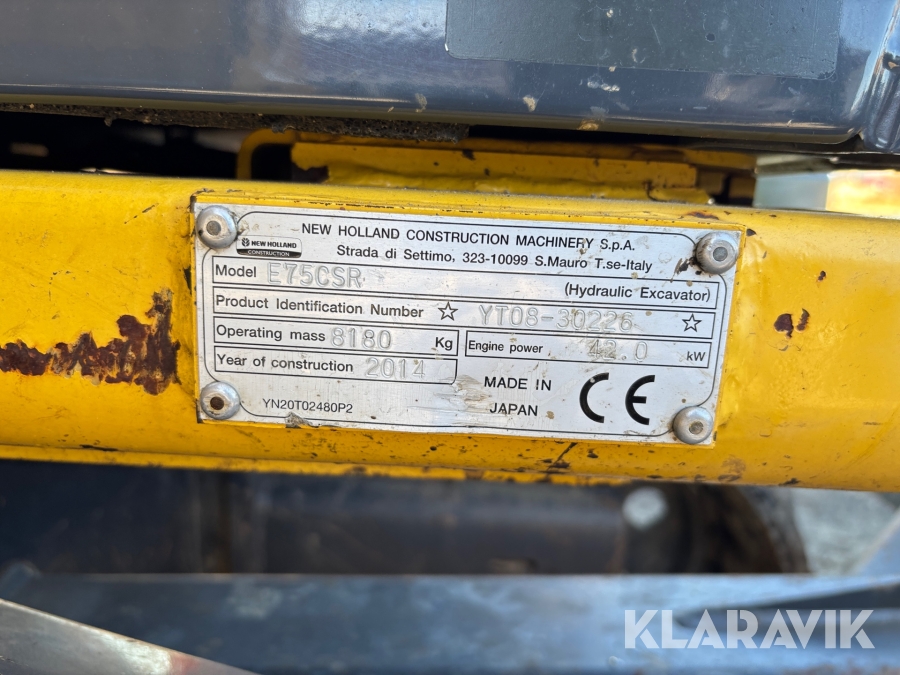 NEW HOLLAND CONSTRUCTION MACHINERY S.p.A.
NEW HOLLAND
CONSTRUCTION
Strada di Settimo, 323-10099 S.Mauro T.se-Italy
Model E75CSR (Hydraulic Excavator)
Product Identification Number ☆ YT08-30226 ☆
Operating mass 8180 Kg Engine power 42.0 kW
Year of construction 2014
MADE IN
JAPAN
CE
YN20T02480P2
KLARAVIK